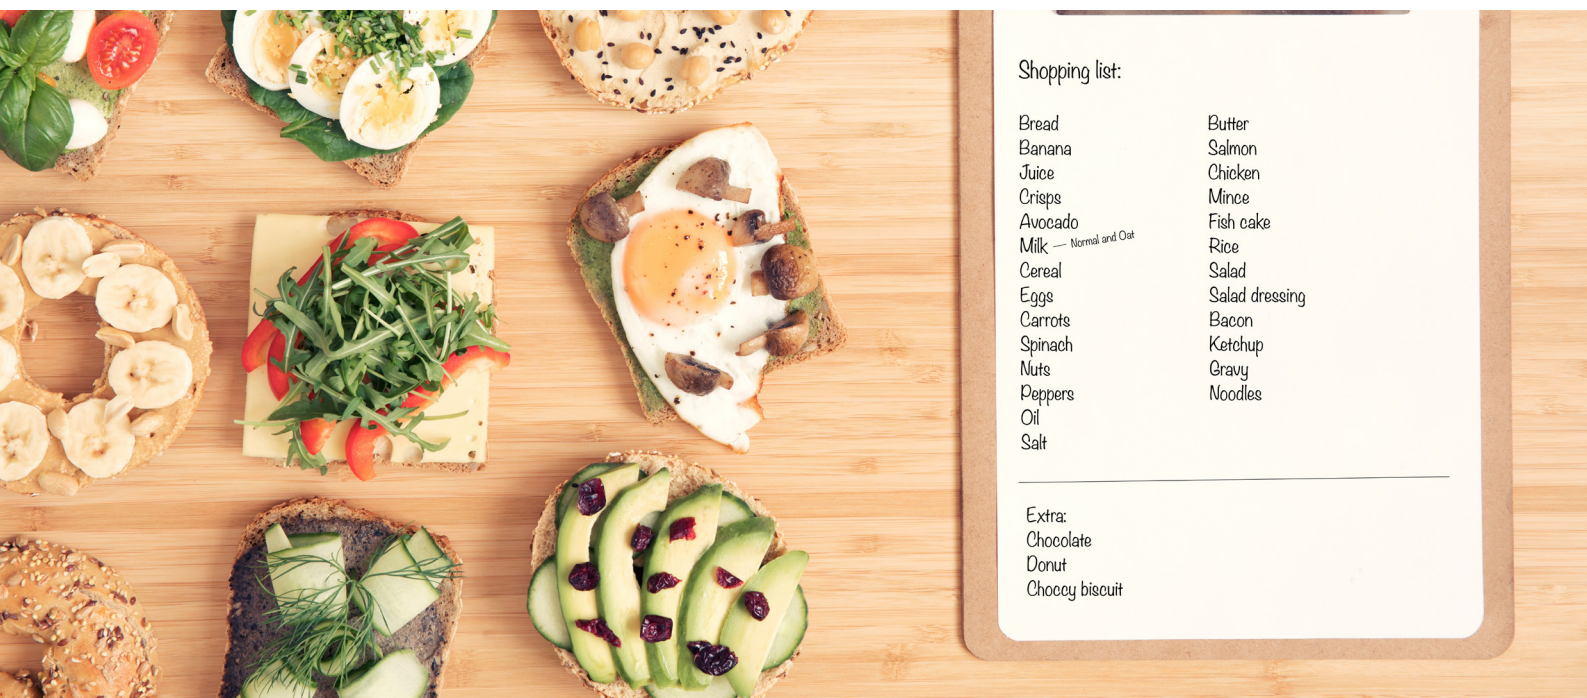 Shopping list:
Bread
Banana
Juice
Crisps
Avocado
Milk — Normal and Oat
Cereal
Eggs
Carrots
Spinach
Nuts
Peppers
Oil
Salt
Butter
Salmon
Chicken
Mince
Fish cake
Rice
Salad
Salad dressing
Bacon
Ketchup
Gravy
Noodles
Extra:
Chocolate
Donut
Choccy biscuit